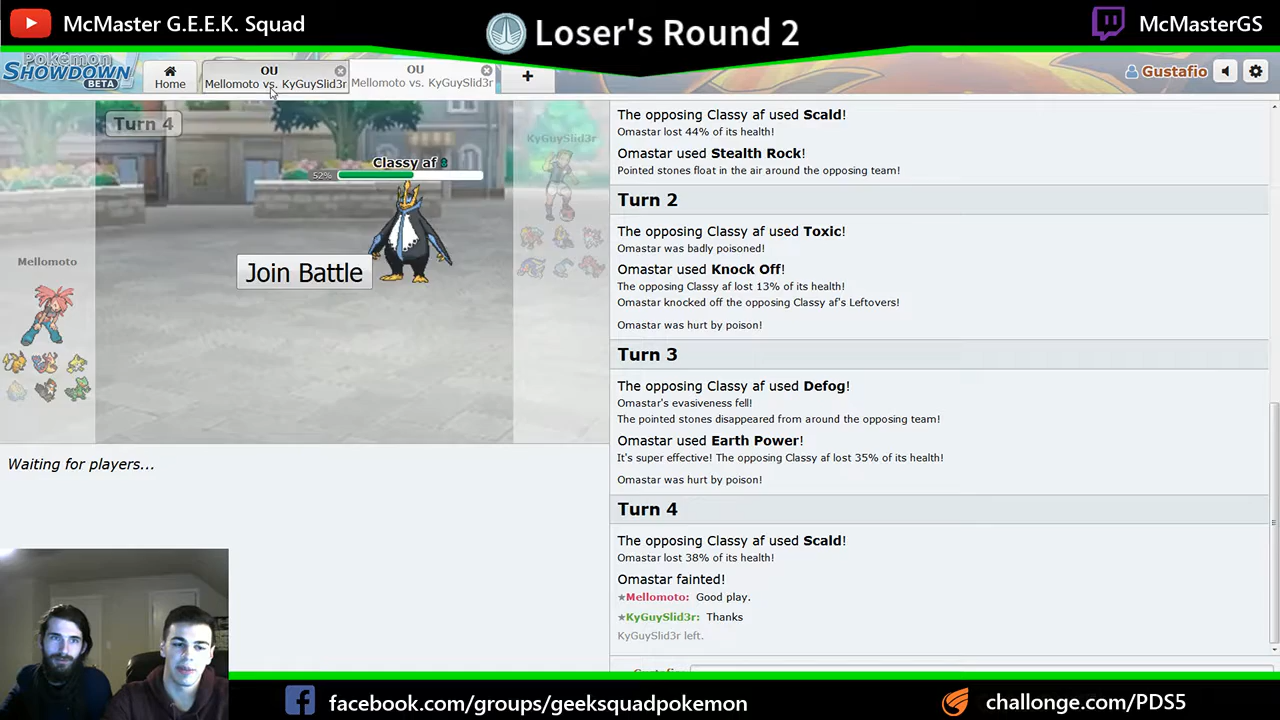 McMaster G.E.E.K. Squad
Loser's Round 2
McMasterGS
Pokémon
SHOWDOWN
BETA
Home
OU
Mellomoto vs. KyGuySlid3r
OU
Mellomoto vs. KyGuySlid3r
+
Gustafio
Turn 4
KyGuySlid3r
Classy af
52%
Mellomoto
Join Battle
Waiting for players...
The opposing Classy af used Scald!
Omastar lost 44% of its health!
Omastar used Stealth Rock!
Pointed stones float in the air around the opposing team!
Turn 2
The opposing Classy af used Toxic!
Omastar was badly poisoned!
Omastar used Knock Off!
The opposing Classy af lost 13% of its health!
Omastar knocked off the opposing Classy af's Leftovers!
Omastar was hurt by poison!
Turn 3
The opposing Classy af used Defog!
Omastar's evasiveness fell!
The pointed stones disappeared from around the opposing team!
Omastar used Earth Power!
It's super effective! The opposing Classy af lost 35% of its health!
Omastar was hurt by poison!
Turn 4
The opposing Classy af used Scald!
Omastar lost 38% of its health!
Omastar fainted!
★Mellomoto: Good play.
★KyGuySlid3r: Thanks
KyGuySlid3r left.
facebook.com/groups/geeksquadpokemon
challonge.com/PDS5